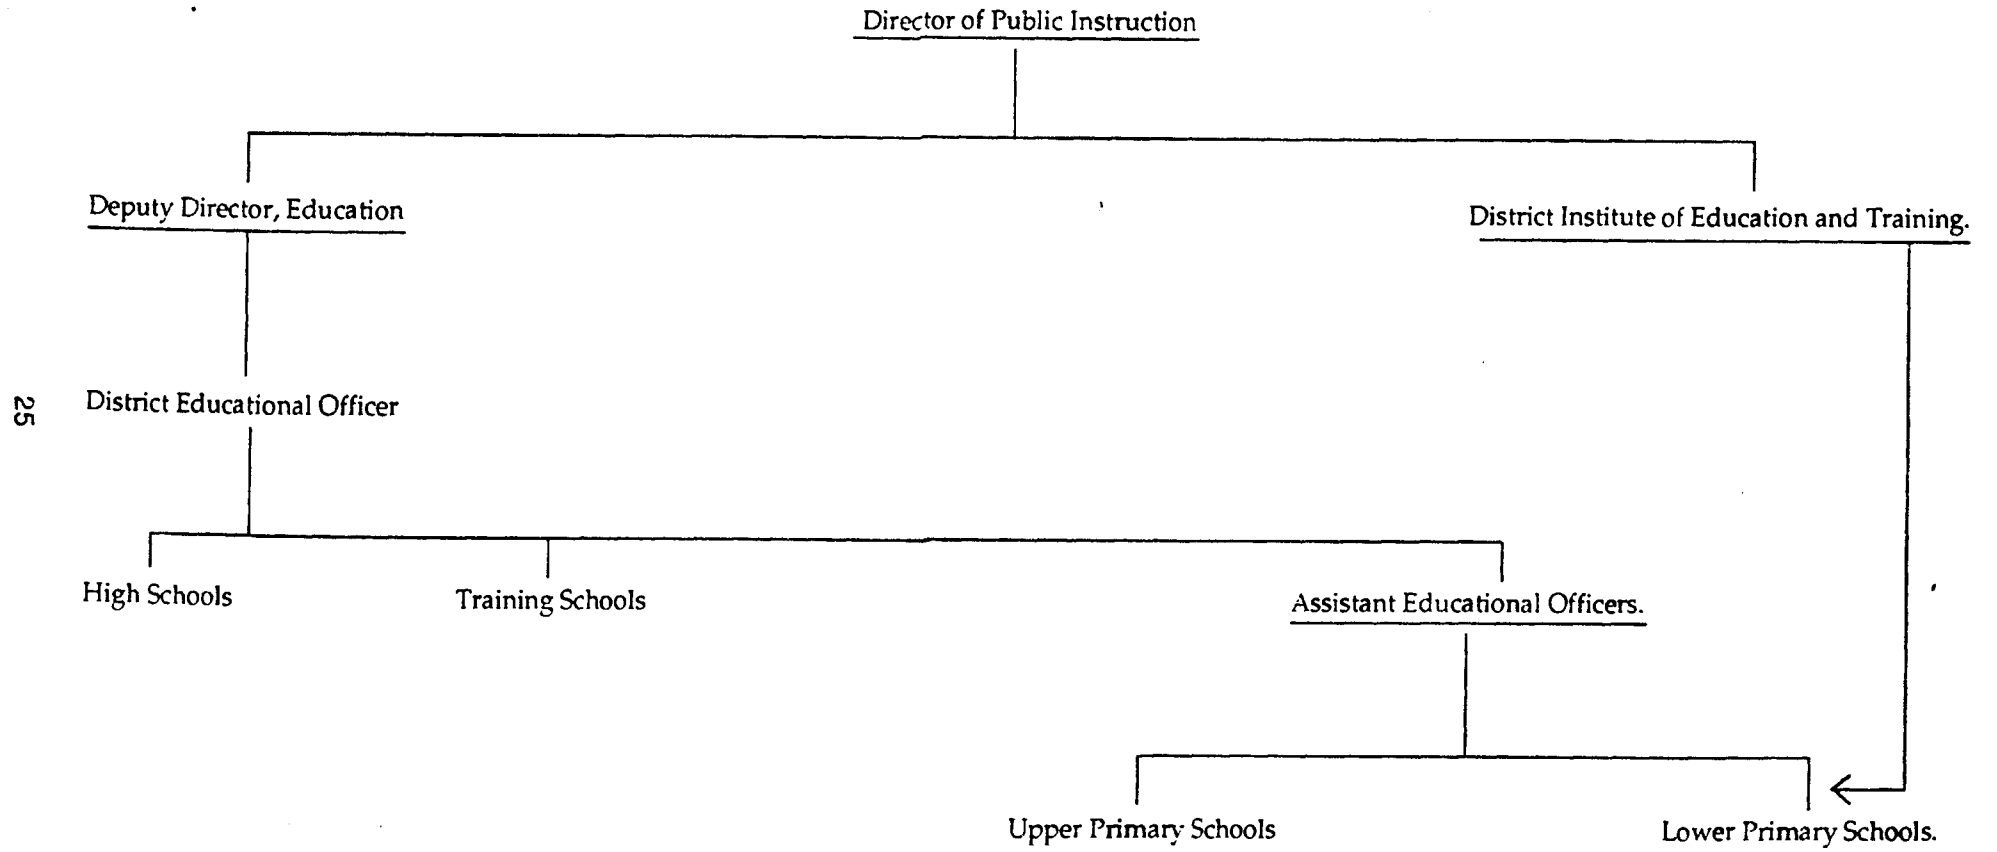 Director of Public Instruction
Deputy Director, Education
District Institute of Education and Training.
District Educational Officer
25
High Schools
Training Schools
Assistant Educational Officers.
Upper Primary Schools
Lower Primary Schools.